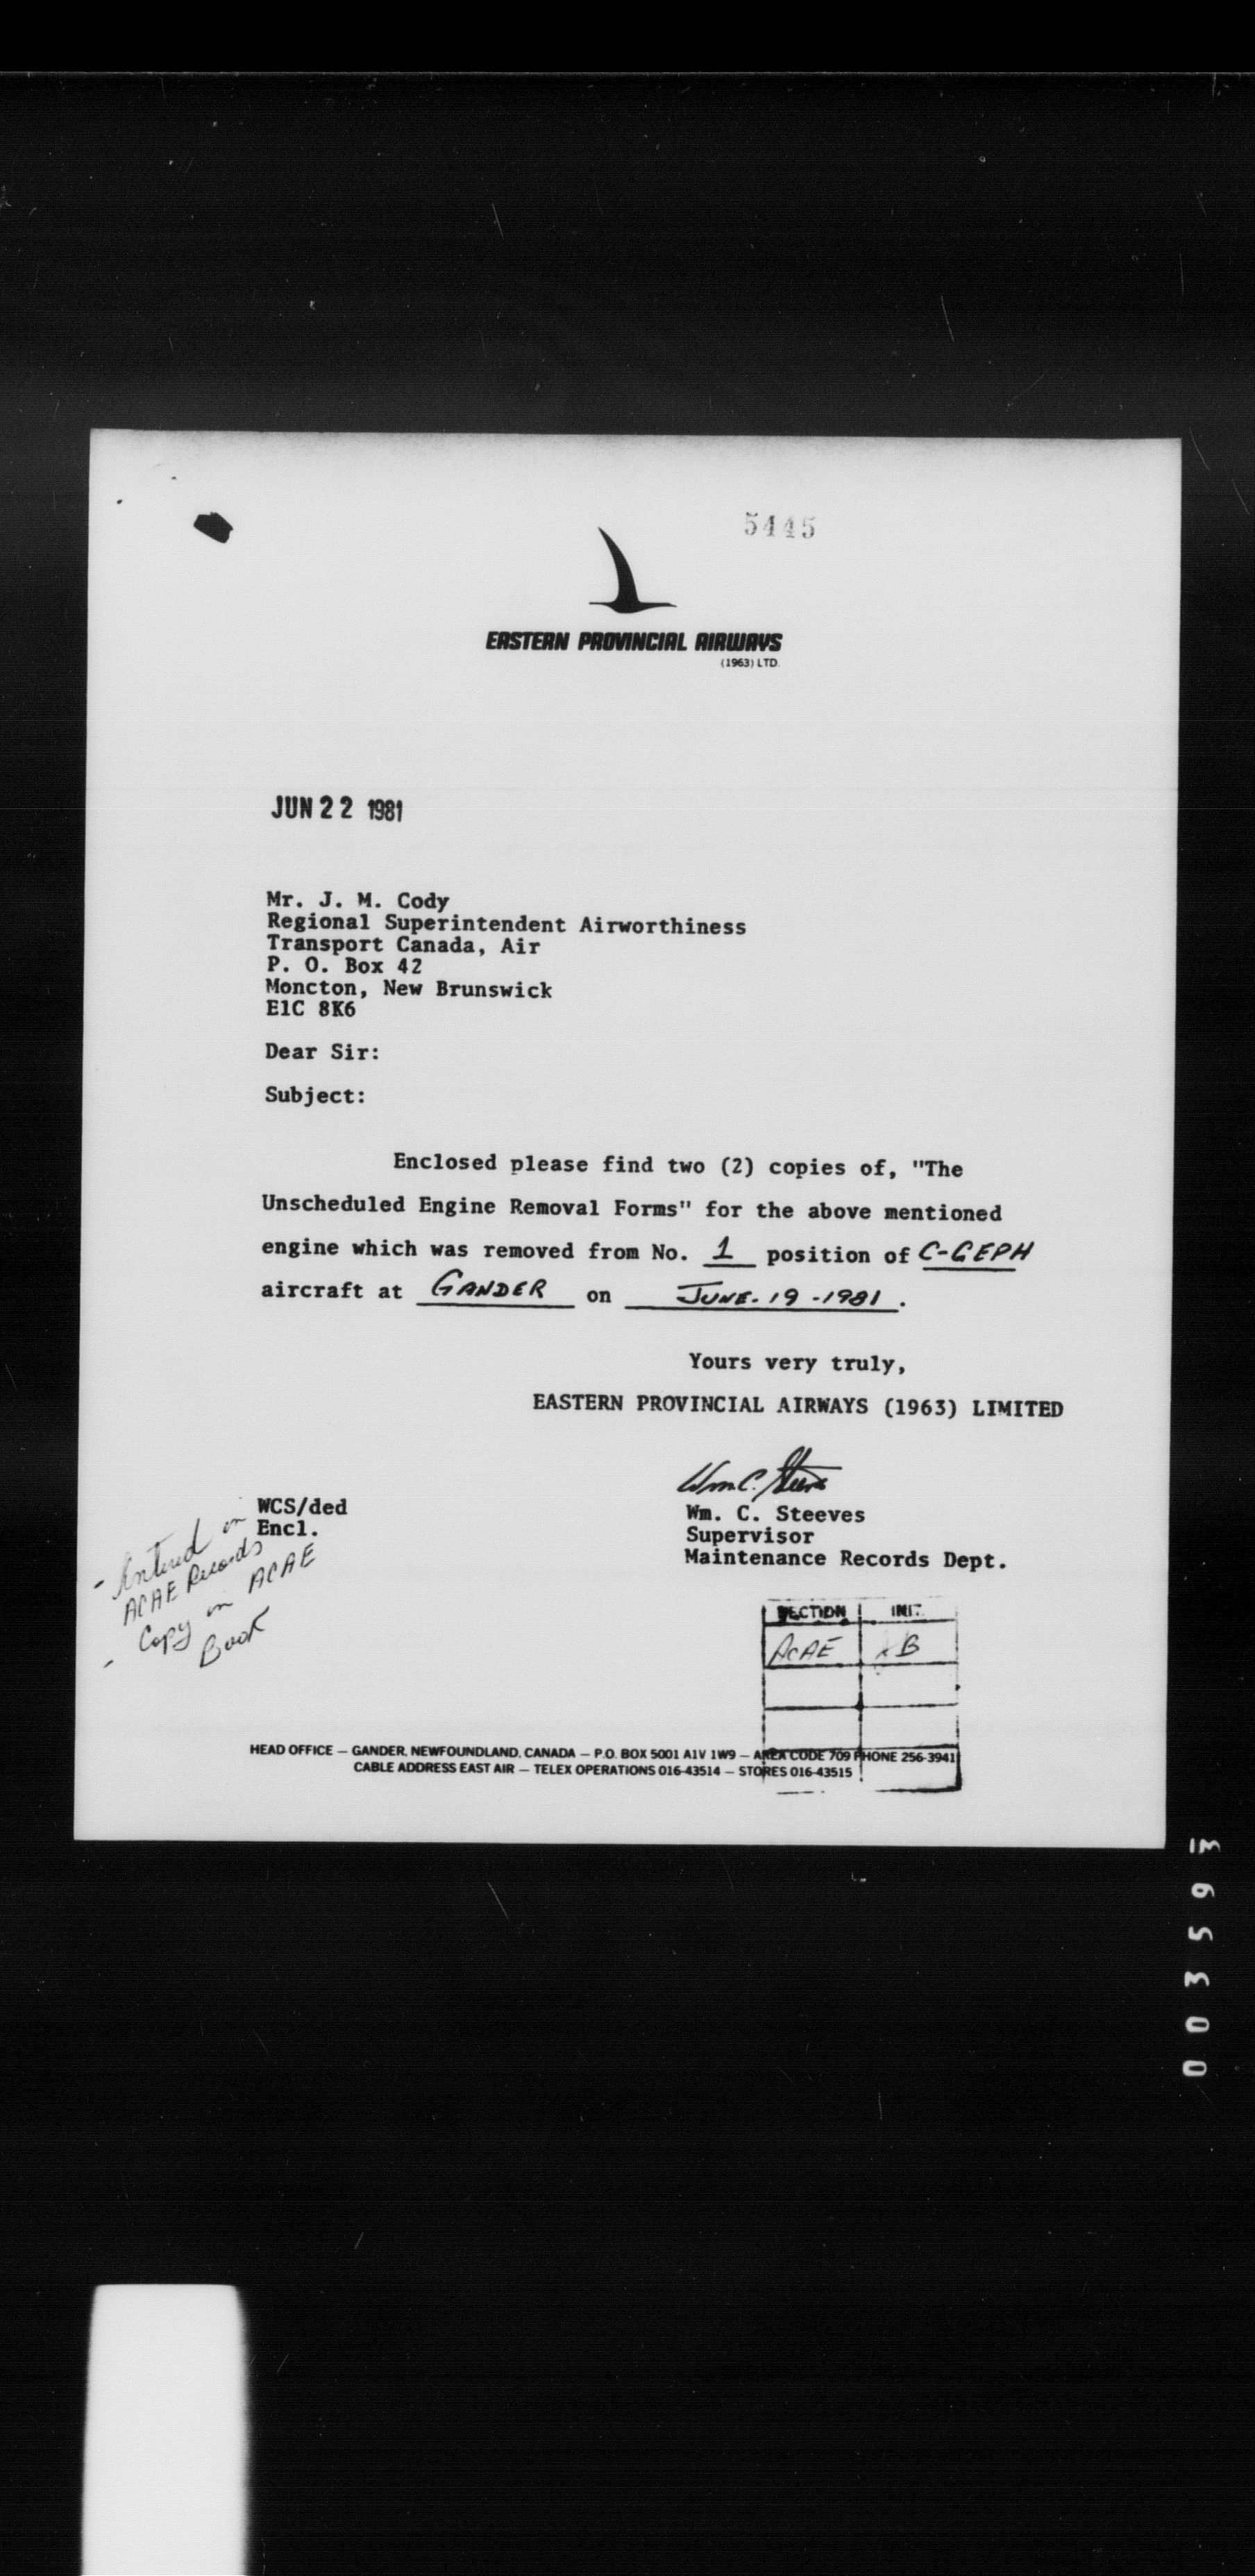 5445
EASTERN PROVINCIAL AIRWAYS
(1963) LTD.
JUN 22 1981
Mr. J. M. Cody
Regional Superintendent Airworthiness
Transport Canada, Air
P. O. Box 42
Moncton, New Brunswick
E1C 8K6
Dear Sir:
Subject:
Enclosed please find two (2) copies of, "The
Unscheduled Engine Removal Forms" for the above mentioned
engine which was removed from No. 1 position of C-GEPH
aircraft at GANDER on JUNE-19-1981.
Yours very truly,
EASTERN PROVINCIAL AIRWAYS (1963) LIMITED
Wm. C. Steeves
WCS/ded
Encl.
Wm. C. Steeves
Supervisor
Maintenance Records Dept.
- Entered in
ACAE Records
- Copy in ACAE
Book
SECTION INIT.
ACAE B
HEAD OFFICE — GANDER, NEWFOUNDLAND, CANADA — P.O. BOX 5001 A1V 1W9 — AREA CODE 709 PHONE 256-3941
CABLE ADDRESS EAST AIR — TELEX OPERATIONS 016-43514 — STORES 016-43515
003593